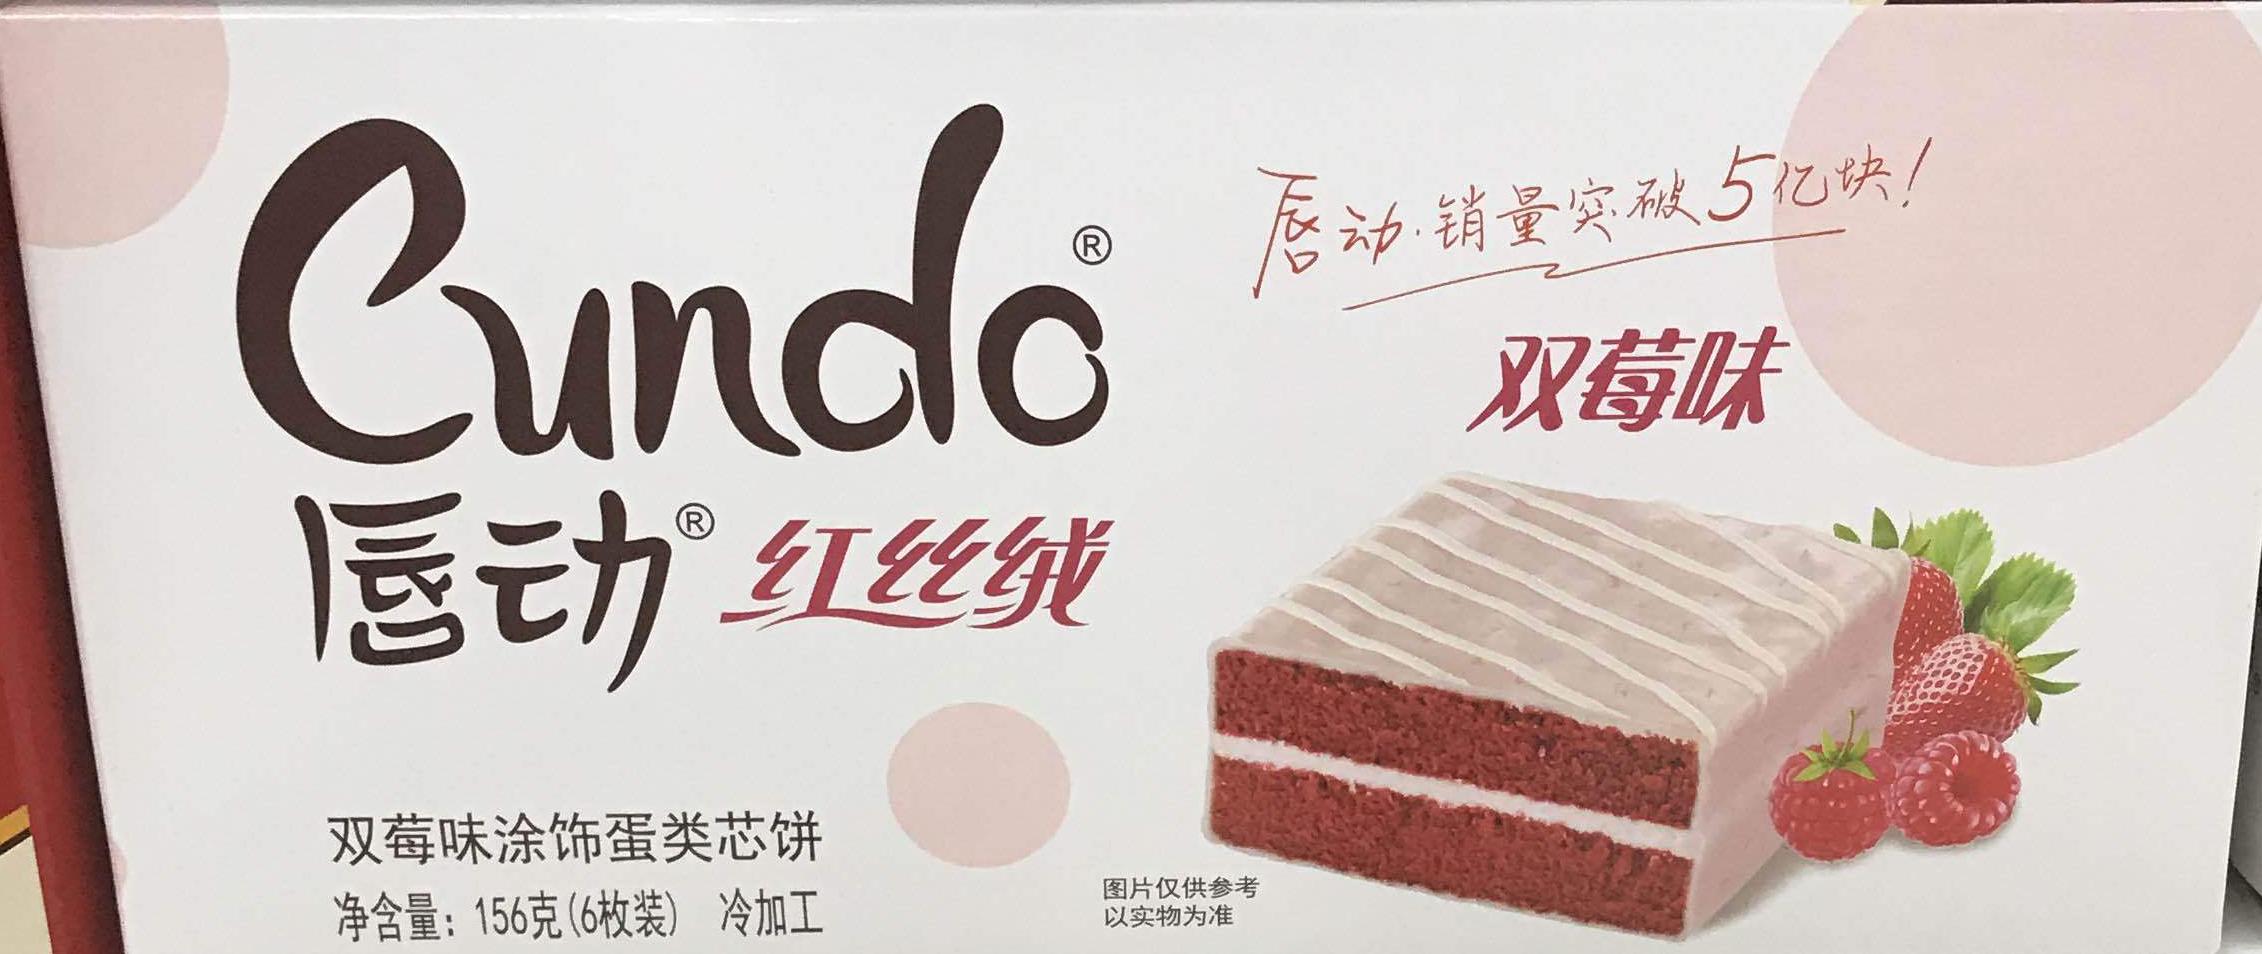 Cundo®
唇动·销量突破5亿块!
双莓味
唇动® 红丝绒
双莓味涂饰蛋类芯饼
净含量：156克(6枚装) 冷加工
图片仅供参考
以实物为准